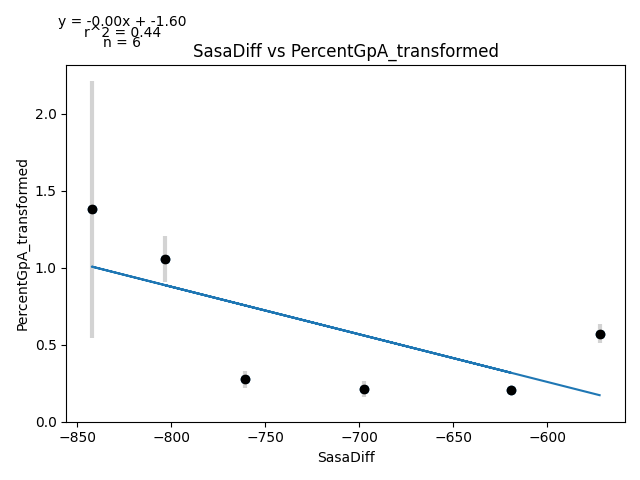 y = -0.00x + -1.60
r^2 = 0.44
n = 6
SasaDiff vs PercentGpA_transformed
PercentGpA_transformed
2.0
1.5
1.0
0.5
0.0
−850
−800
−750
−700
−650
−600
SasaDiff